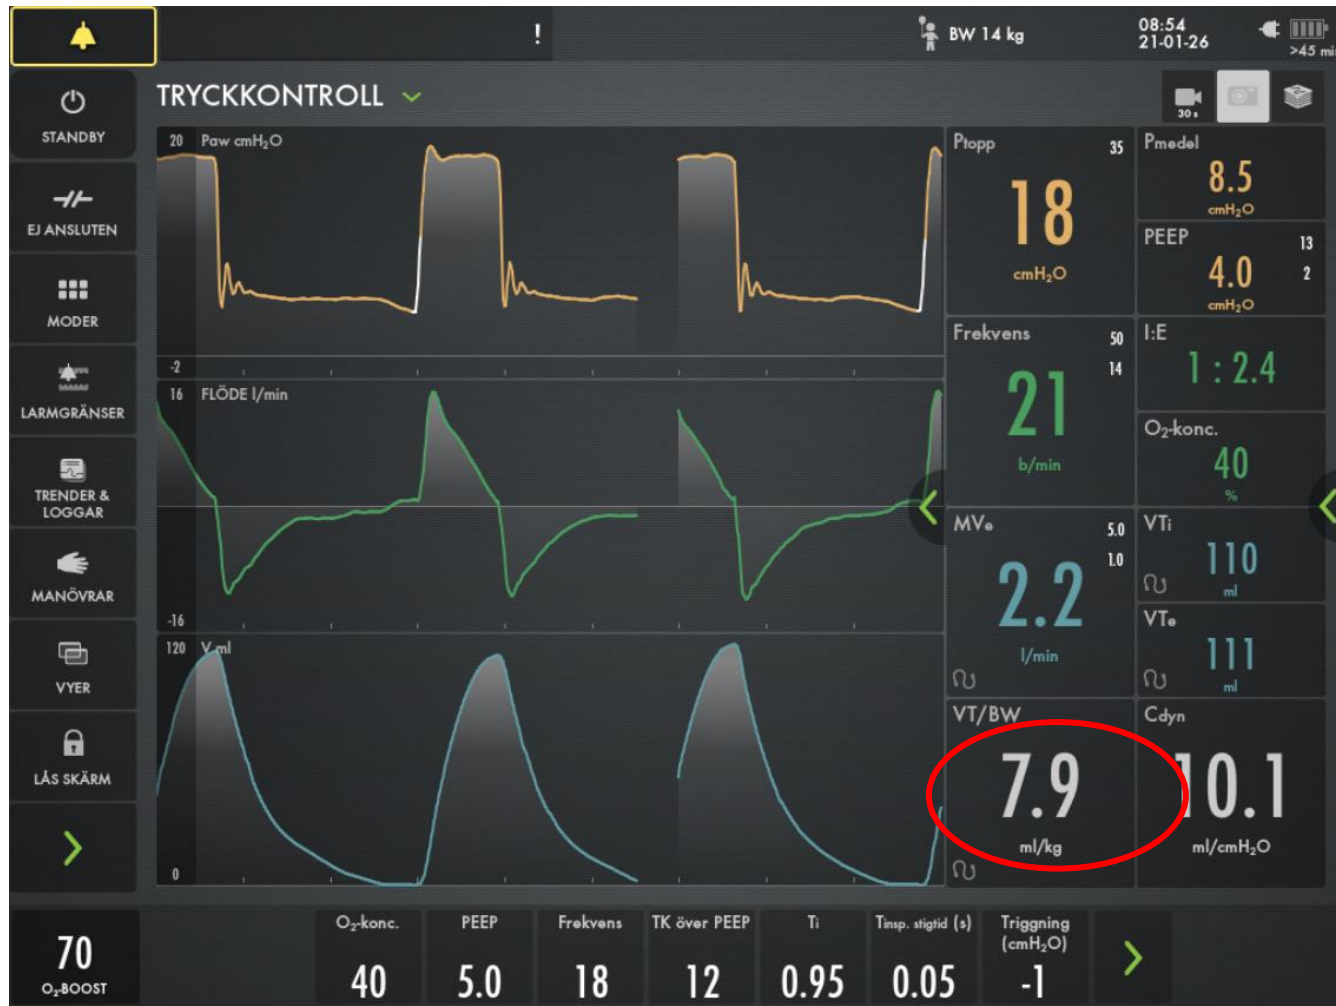 !
BW 14 kg
08:54
21-01-26
>45 mi
STANDBY
EJ ANSLUTEN
MODER
LARMGRÄNSER
TRENDER &
LOGGAR
MANÖVRAR
VYER
LÅS SKÄRM
TRYCKKONTROLL
30 s
20 Paw cmH₂O
-2
16 FLÖDE l/min
-16
120 V ml
0
Ptopp 35
18
cmH₂O
Pmedel
8.5
cmH₂O
PEEP 13
4.0 2
cmH₂O
Frekvens 50
14
21
b/min
I:E
1 : 2.4
O₂-konc.
40
%
MVe 5.0
1.0
2.2
l/min
VTi
110
ml
VTe
111
ml
VT/BW
7.9
ml/kg
Cdyn
10.1
ml/cmH₂O
70
O₂-BOOST
O₂-konc.
40
PEEP
5.0
Frekvens
18
TK över PEEP
12
Ti
0.95
Tinsp. stigtid (s)
0.05
Triggning
(cmH₂O)
-1